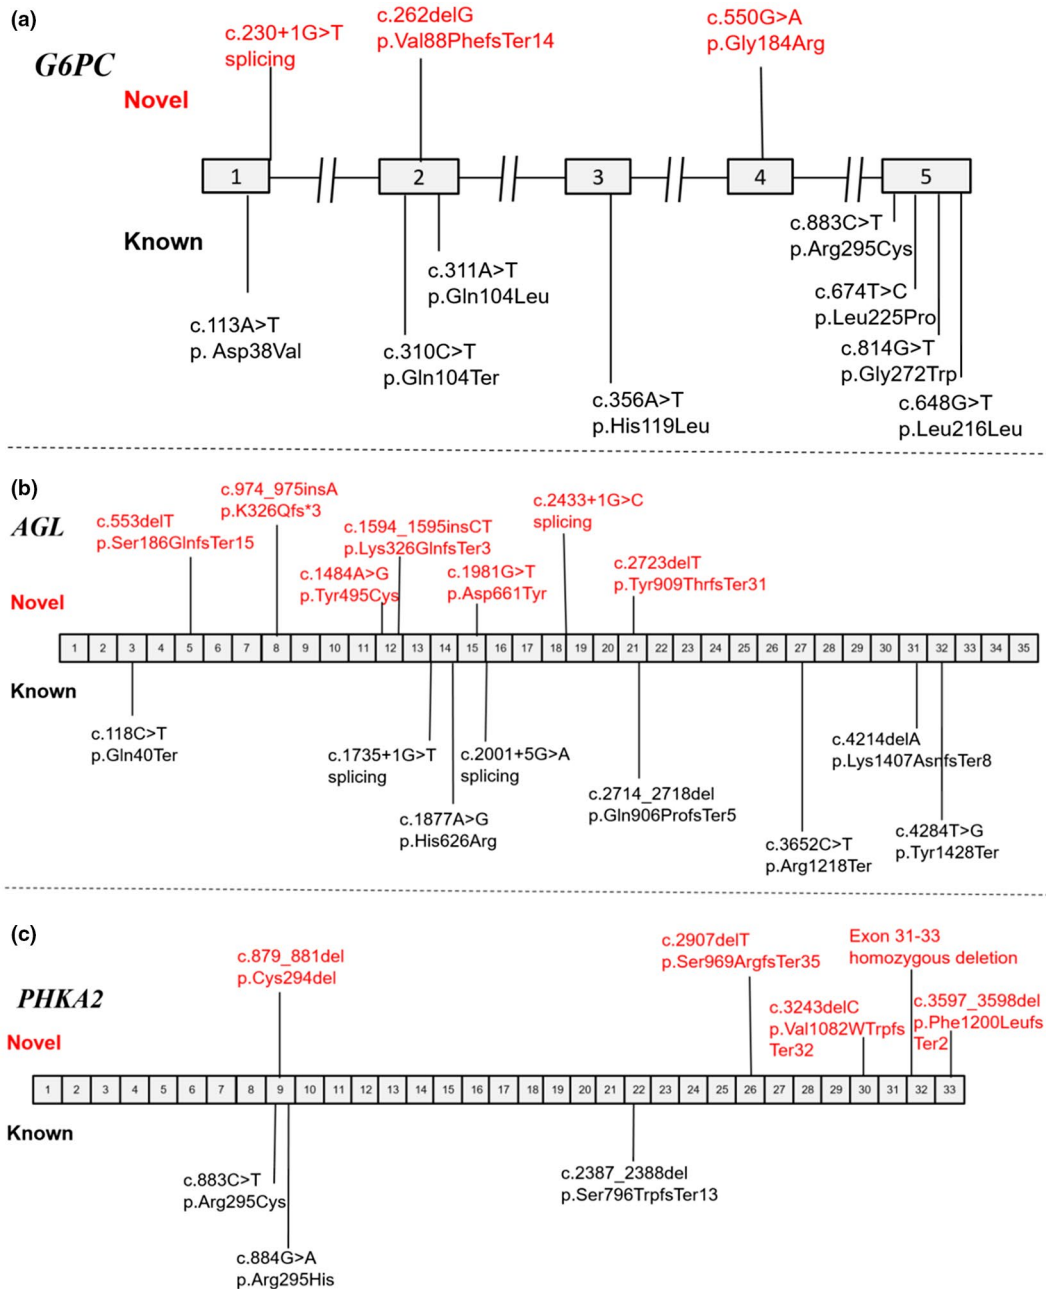 (a)
G6PC
Novel
c.230+1G>T
splicing
c.262delG
p.Val88PhefsTer14
c.550G>A
p.Gly184Arg
1
2
3
4
5
Known
c.113A>T
p. Asp38Val
c.311A>T
p.Gln104Leu
c.310C>T
p.Gln104Ter
c.356A>T
p.His119Leu
c.883C>T
p.Arg295Cys
c.674T>C
p.Leu225Pro
c.814G>T
p.Gly272Trp
c.648G>T
p.Leu216Leu
(b)
AGL
Novel
c.553delT
p.Ser186GlnfsTer15
c.974_975insA
p.K326Qfs*3
c.1594_1595insCT
p.Lys326GlnfsTer3
c.1484A>G
p.Tyr495Cys
c.1981G>T
p.Asp661Tyr
c.2433+1G>C
splicing
c.2723delT
p.Tyr909ThrfsTer31
1 2 3 4 5 6 7 8 9 10 11 12 13 14 15 16 17 18 19 20 21 22 23 24 25 26 27 28 29 30 31 32 33 34 35
Known
c.118C>T
p.Gln40Ter
c.1735+1G>T
splicing
c.1877A>G
p.His626Arg
c.2001+5G>A
splicing
c.2714_2718del
p.Gln906ProfsTer5
c.3652C>T
p.Arg1218Ter
c.4214delA
p.Lys1407AsnfsTer8
c.4284T>G
p.Tyr1428Ter
(c)
PHKA2
Novel
c.879_881del
p.Cys294del
c.2907delT
p.Ser969ArgfsTer35
c.3243delC
p.Val1082WTrpfs
Ter32
Exon 31-33
homozygous deletion
c.3597_3598del
p.Phe1200Leufs
Ter2
1 2 3 4 5 6 7 8 9 10 11 12 13 14 15 16 17 18 19 20 21 22 23 24 25 26 27 28 29 30 31 32 33
Known
c.883C>T
p.Arg295Cys
c.884G>A
p.Arg295His
c.2387_2388del
p.Ser796TrpfsTer13